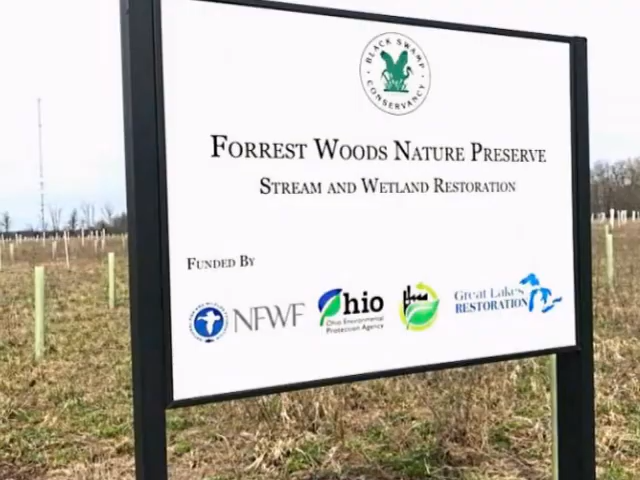 BLACK SWAMP
CONSERVANCY
FORREST WOODS NATURE PRESERVE
STREAM AND WETLAND RESTORATION
FUNDED BY
NFWF
Ohio
Ohio Environmental
Protection Agency
Great Lakes
RESTORATION